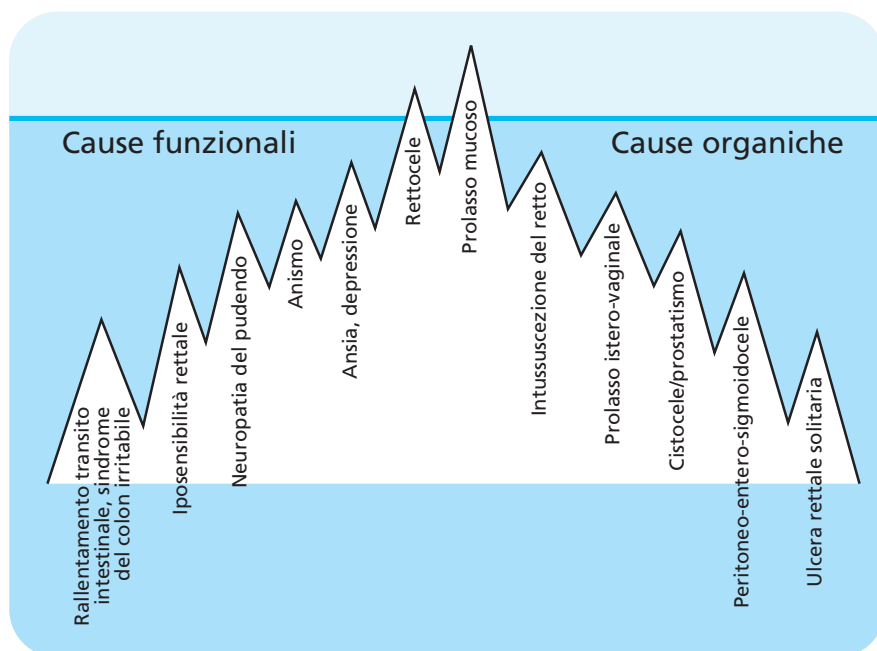 Cause funzionali
Cause organiche
Rallentamento transito
intestinale, sindrome
del colon irritabile
Iposensibilità rettale
Neuropatia del pudendo
Anismo
Ansia, depressione
Rettocele
Prolasso mucoso
Intussuscezione del retto
Prolasso istero-vaginale
Cistocele/prostatismo
Peritoneo-entero-sigmoidocele
Ulcera rettale solitaria